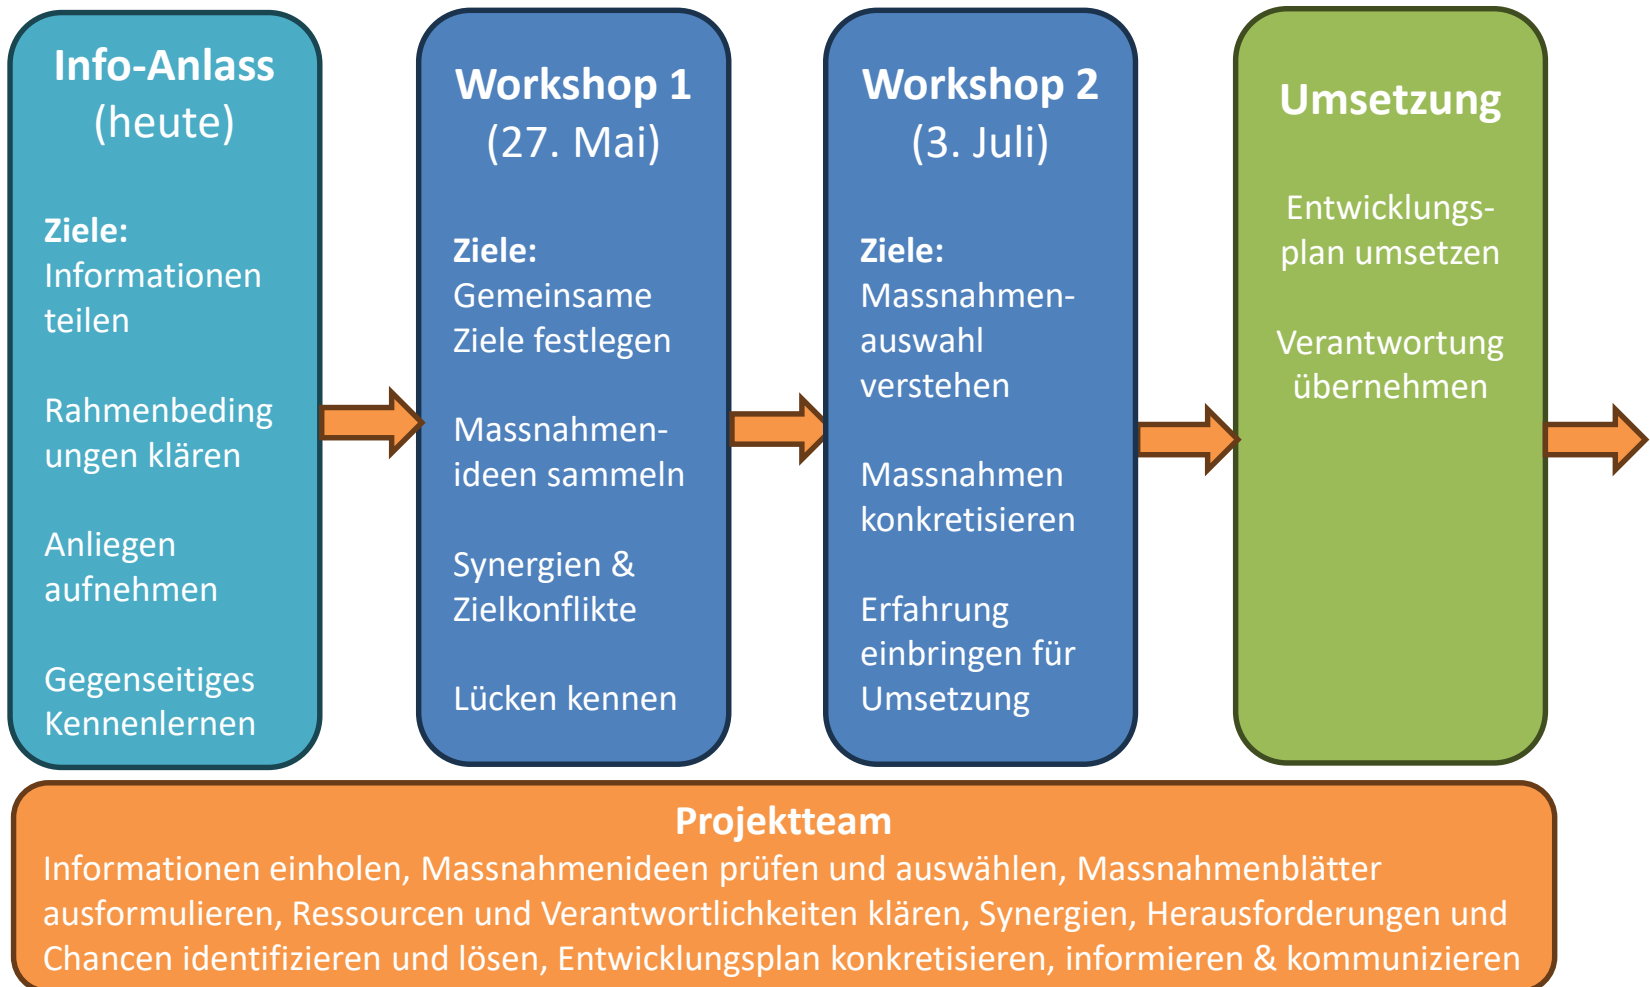 Info-Anlass
(heute)
Ziele:
Informationen
teilen
Rahmenbeding
ungen klären
Anliegen
aufnehmen
Gegenseitiges
Kennenlernen
Workshop 1
(27. Mai)
Ziele:
Gemeinsame
Ziele festlegen
Massnahmen-
ideen sammeln
Synergien &
Zielkonflikte
Lücken kennen
Workshop 2
(3. Juli)
Ziele:
Massnahmen-
auswahl
verstehen
Massnahmen
konkretisieren
Erfahrung
einbringen für
Umsetzung
Umsetzung
Entwicklungs-
plan umsetzen
Verantwortung
übernehmen
Projektteam
Informationen einholen, Massnahmenideen prüfen und auswählen, Massnahmenblätter
ausformulieren, Ressourcen und Verantwortlichkeiten klären, Synergien, Herausforderungen und
Chancen identifizieren und lösen, Entwicklungsplan konkretisieren, informieren & kommunizieren